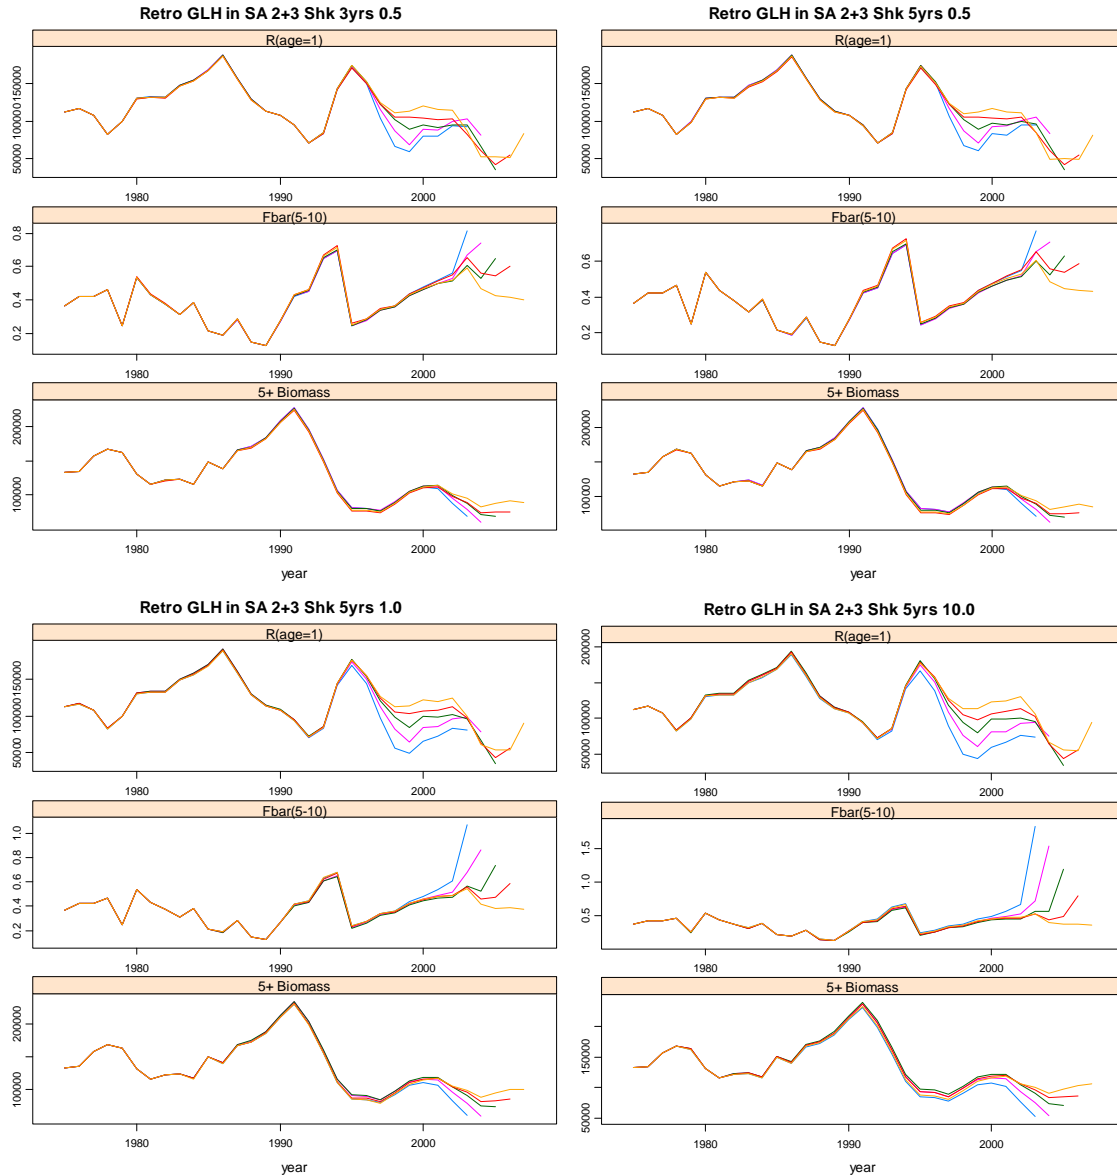 Retro GLH in SA 2+3 Shk 3yrs 0.5
R(age=1)
50000 100000 150000
1980 1990 2000
Fbar(5-10)
0.2 0.4 0.6 0.8
1980 1990 2000
5+ Biomass
100000 200000
1980 1990 2000
year
Retro GLH in SA 2+3 Shk 5yrs 0.5
R(age=1)
50000 100000 150000
1980 1990 2000
Fbar(5-10)
0.2 0.4 0.6
1980 1990 2000
5+ Biomass
100000 200000
1980 1990 2000
year
Retro GLH in SA 2+3 Shk 5yrs 1.0
R(age=1)
50000 100000 150000
1980 1990 2000
Fbar(5-10)
0.2 0.4 0.6 0.8 1.0
1980 1990 2000
5+ Biomass
100000 200000
1980 1990 2000
year
Retro GLH in SA 2+3 Shk 5yrs 10.0
R(age=1)
50000 100000 150000 200000
1980 1990 2000
Fbar(5-10)
0.5 1.0 1.5
1980 1990 2000
5+ Biomass
50000 150000
1980 1990 2000
year